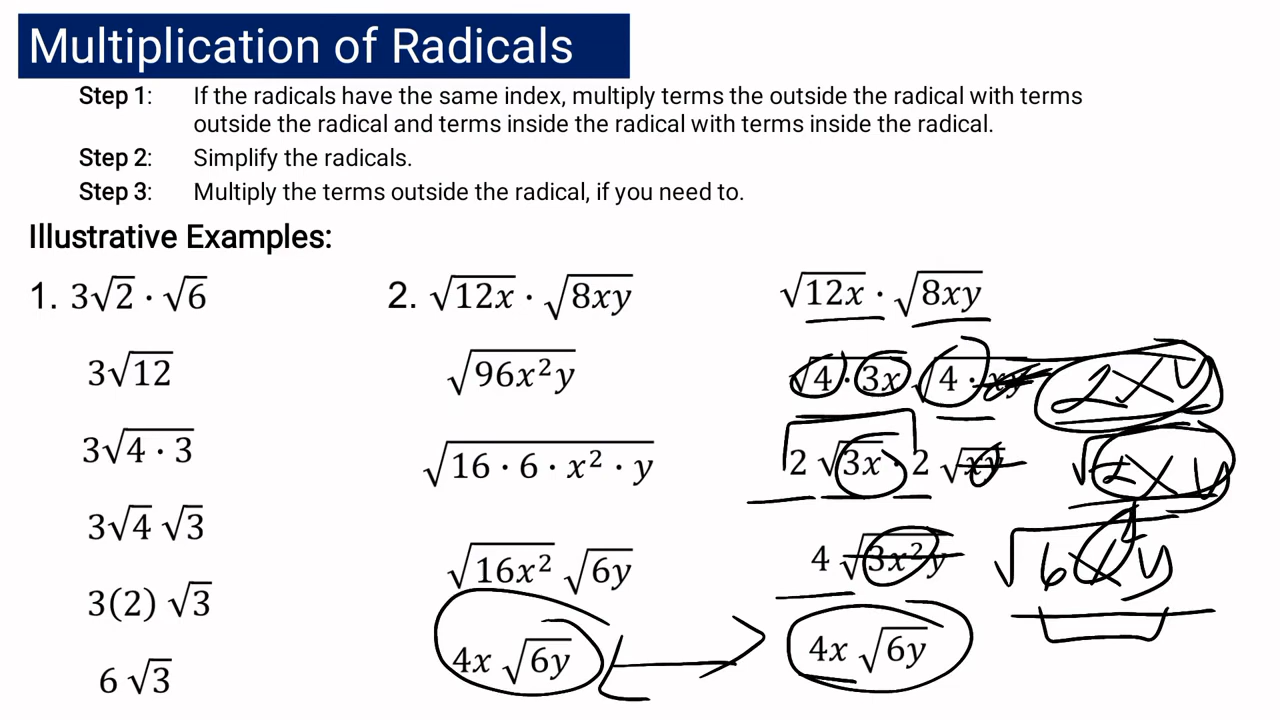 Multiplication of Radicals
Step 1: If the radicals have the same index, multiply terms the outside the radical with terms
outside the radical and terms inside the radical with terms inside the radical.
Step 2: Simplify the radicals.
Step 3: Multiply the terms outside the radical, if you need to.
Illustrative Examples:
1. 3√2 · √6
3√12
3√4 · 3
3√4 √3
3(2) √3
6 √3
2. √12x · √8xy
√96x²y
√16 · 6 · x² · y
√16x² √6y
4x √6y
√12x · √8xy
√4 · 3x √4 · xy 2xy
2 √3x · 2 √xy √2xy
4 √3x²y √6x²y
4x √6y